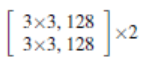 [ 3×3, 128
3×3, 128 ] ×2